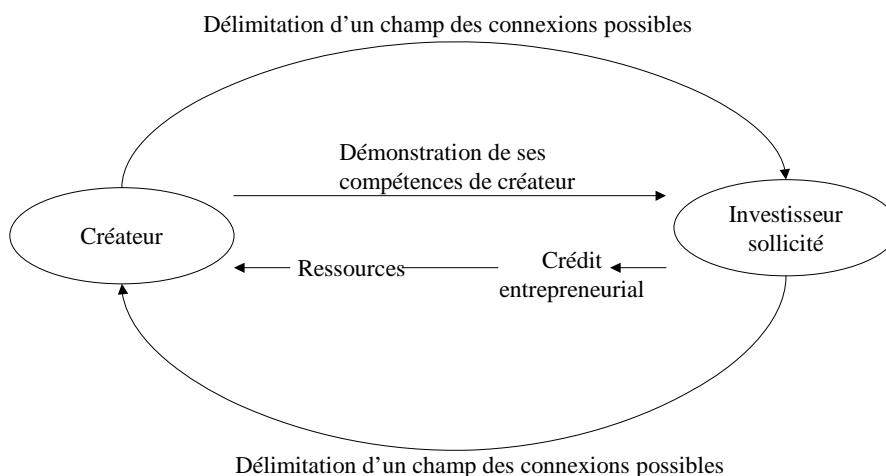 Délimitation d’un champ des connexions possibles
Démonstration de ses
compétences de créateur
Créateur
Investisseur
sollicité
Ressources
Crédit
entrepreneurial
Délimitation d’un champ des connexions possibles